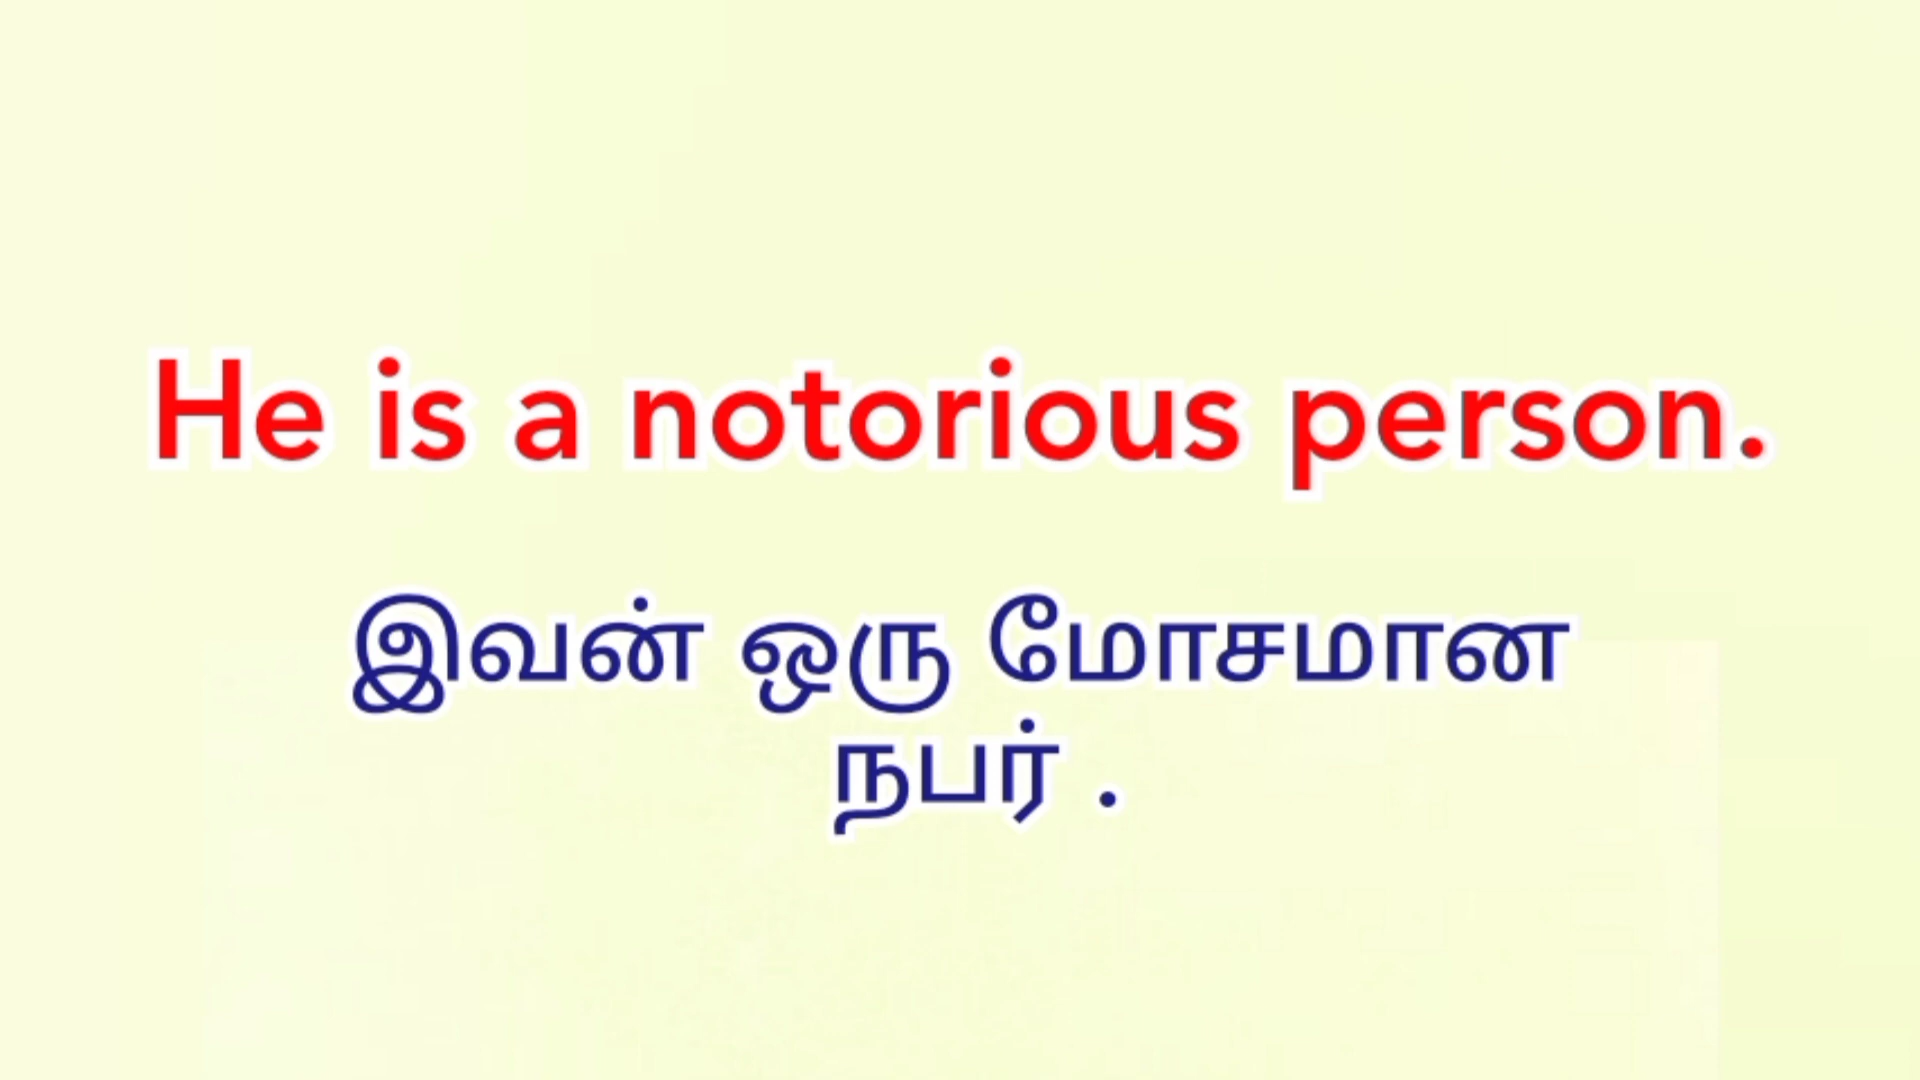 He is a notorious person.
இவன் ஒரு மோசமான
நபர் .